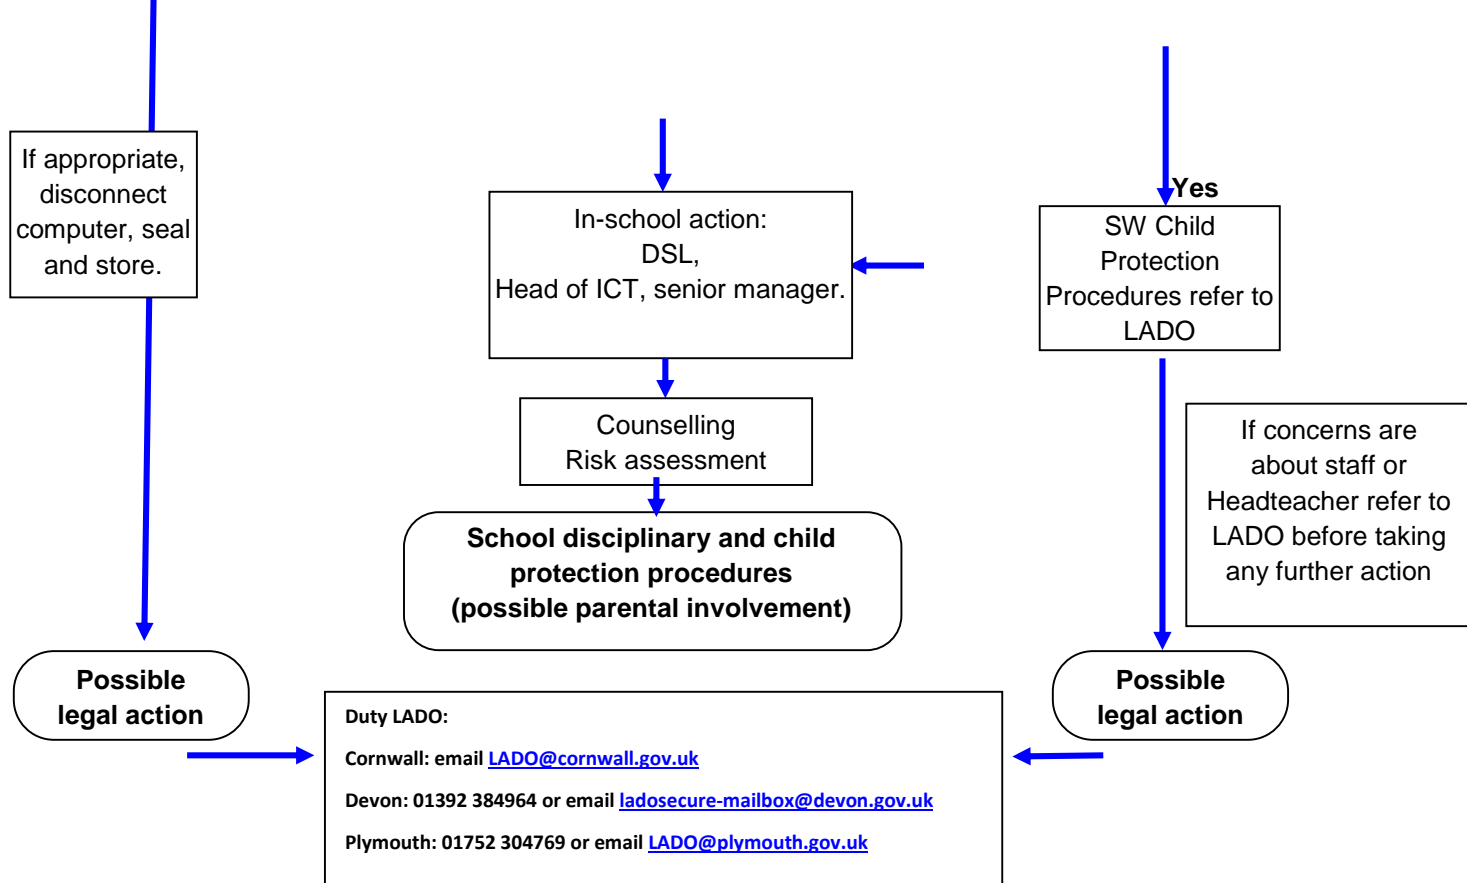 If appropriate,
disconnect
computer, seal
and store.
In-school action:
DSL,
Head of ICT, senior manager.
Yes
SW Child
Protection
Procedures refer to
LADO
Counselling
Risk assessment
If concerns are
about staff or
Headteacher refer to
LADO before taking
any further action
School disciplinary and child
protection procedures
(possible parental involvement)
Possible
legal action
Possible
legal action
Duty LADO:
Cornwall: email LADO@cornwall.gov.uk
Devon: 01392 384964 or email ladosecure-mailbox@devon.gov.uk
Plymouth: 01752 304769 or email LADO@plymouth.gov.uk